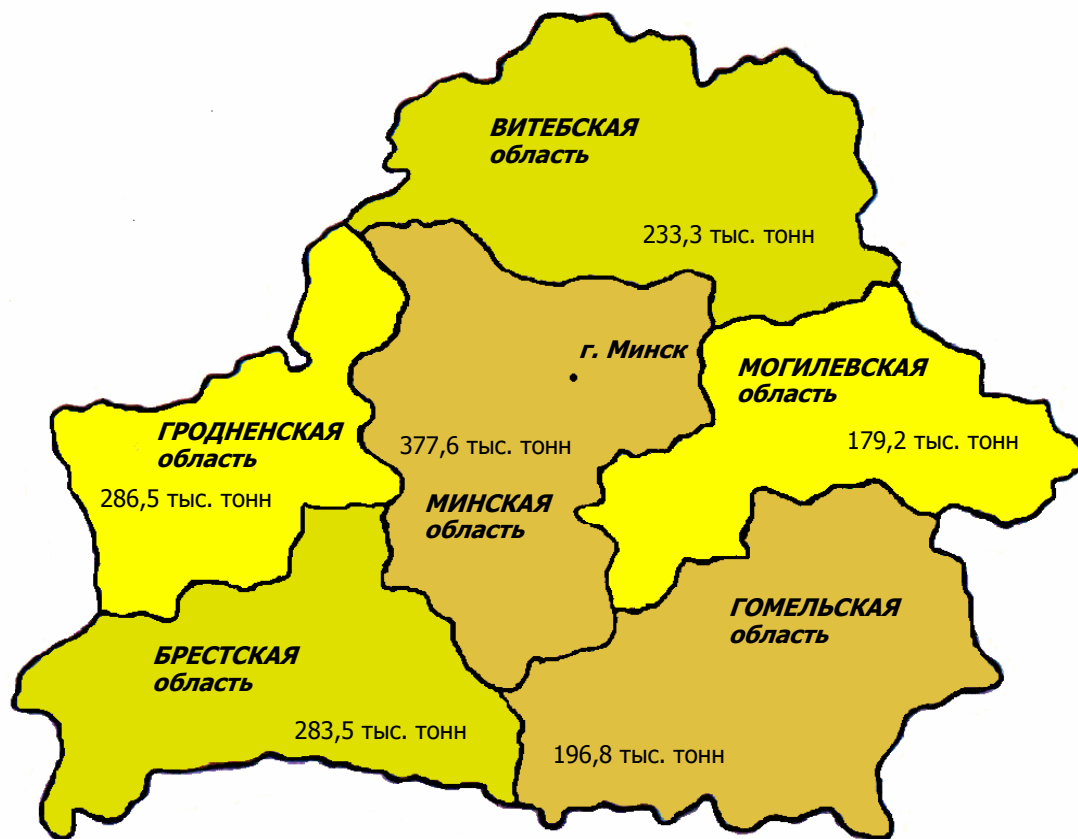 ВИТЕБСКАЯ
область
233,3 тыс. тонн
г. Минск
МОГИЛЕВСКАЯ
область
179,2 тыс. тонн
ГРОДНЕНСКАЯ
область
286,5 тыс. тонн
377,6 тыс. тонн
МИНСКАЯ
область
ГОМЕЛЬСКАЯ
область
196,8 тыс. тонн
БРЕСТСКАЯ
область
283,5 тыс. тонн